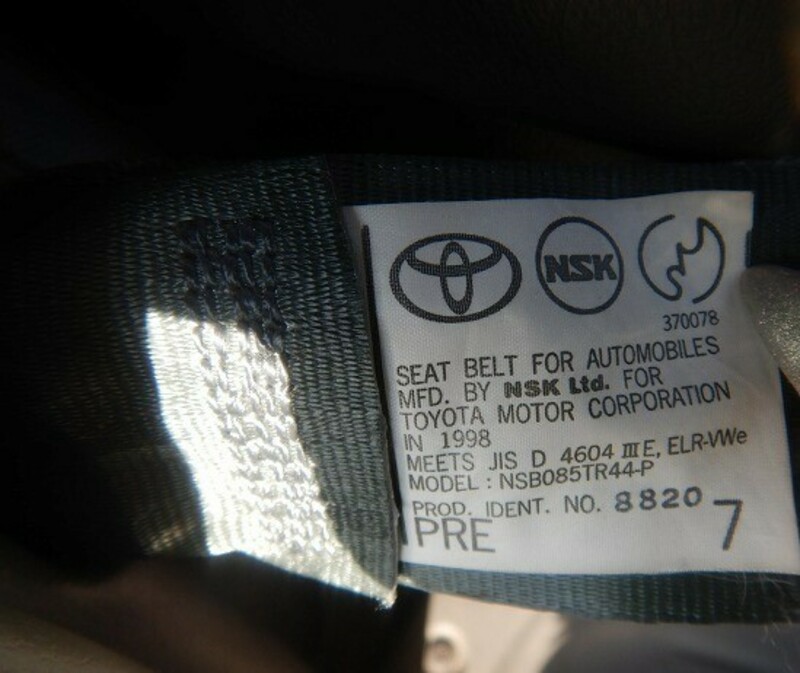 NSK
370078
SEAT BELT FOR AUTOMOBILES
MFD. BY NSK Ltd. FOR
TOYOTA MOTOR CORPORATION
IN 1998
MEETS JIS D 4604 ⅢE, ELR-VWe
MODEL : NSB085TR44-P
PROD. IDENT. NO. 8820
PRE 7